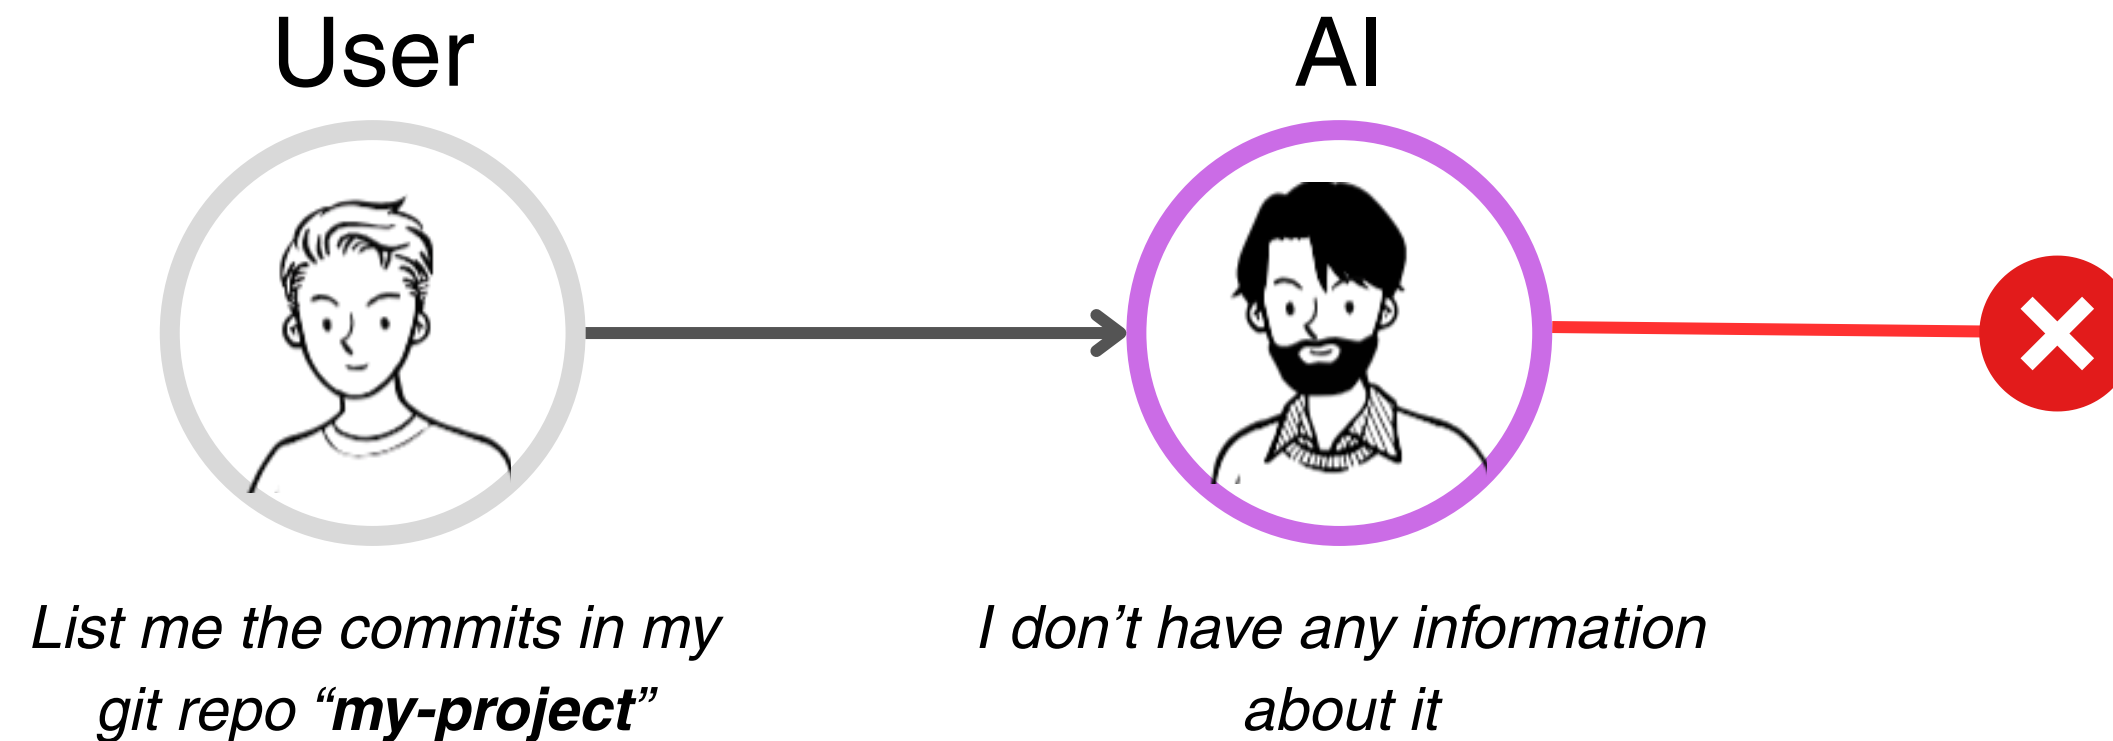 User
AI
List me the commits in my
git repo “my-project”
I don’t have any information
about it